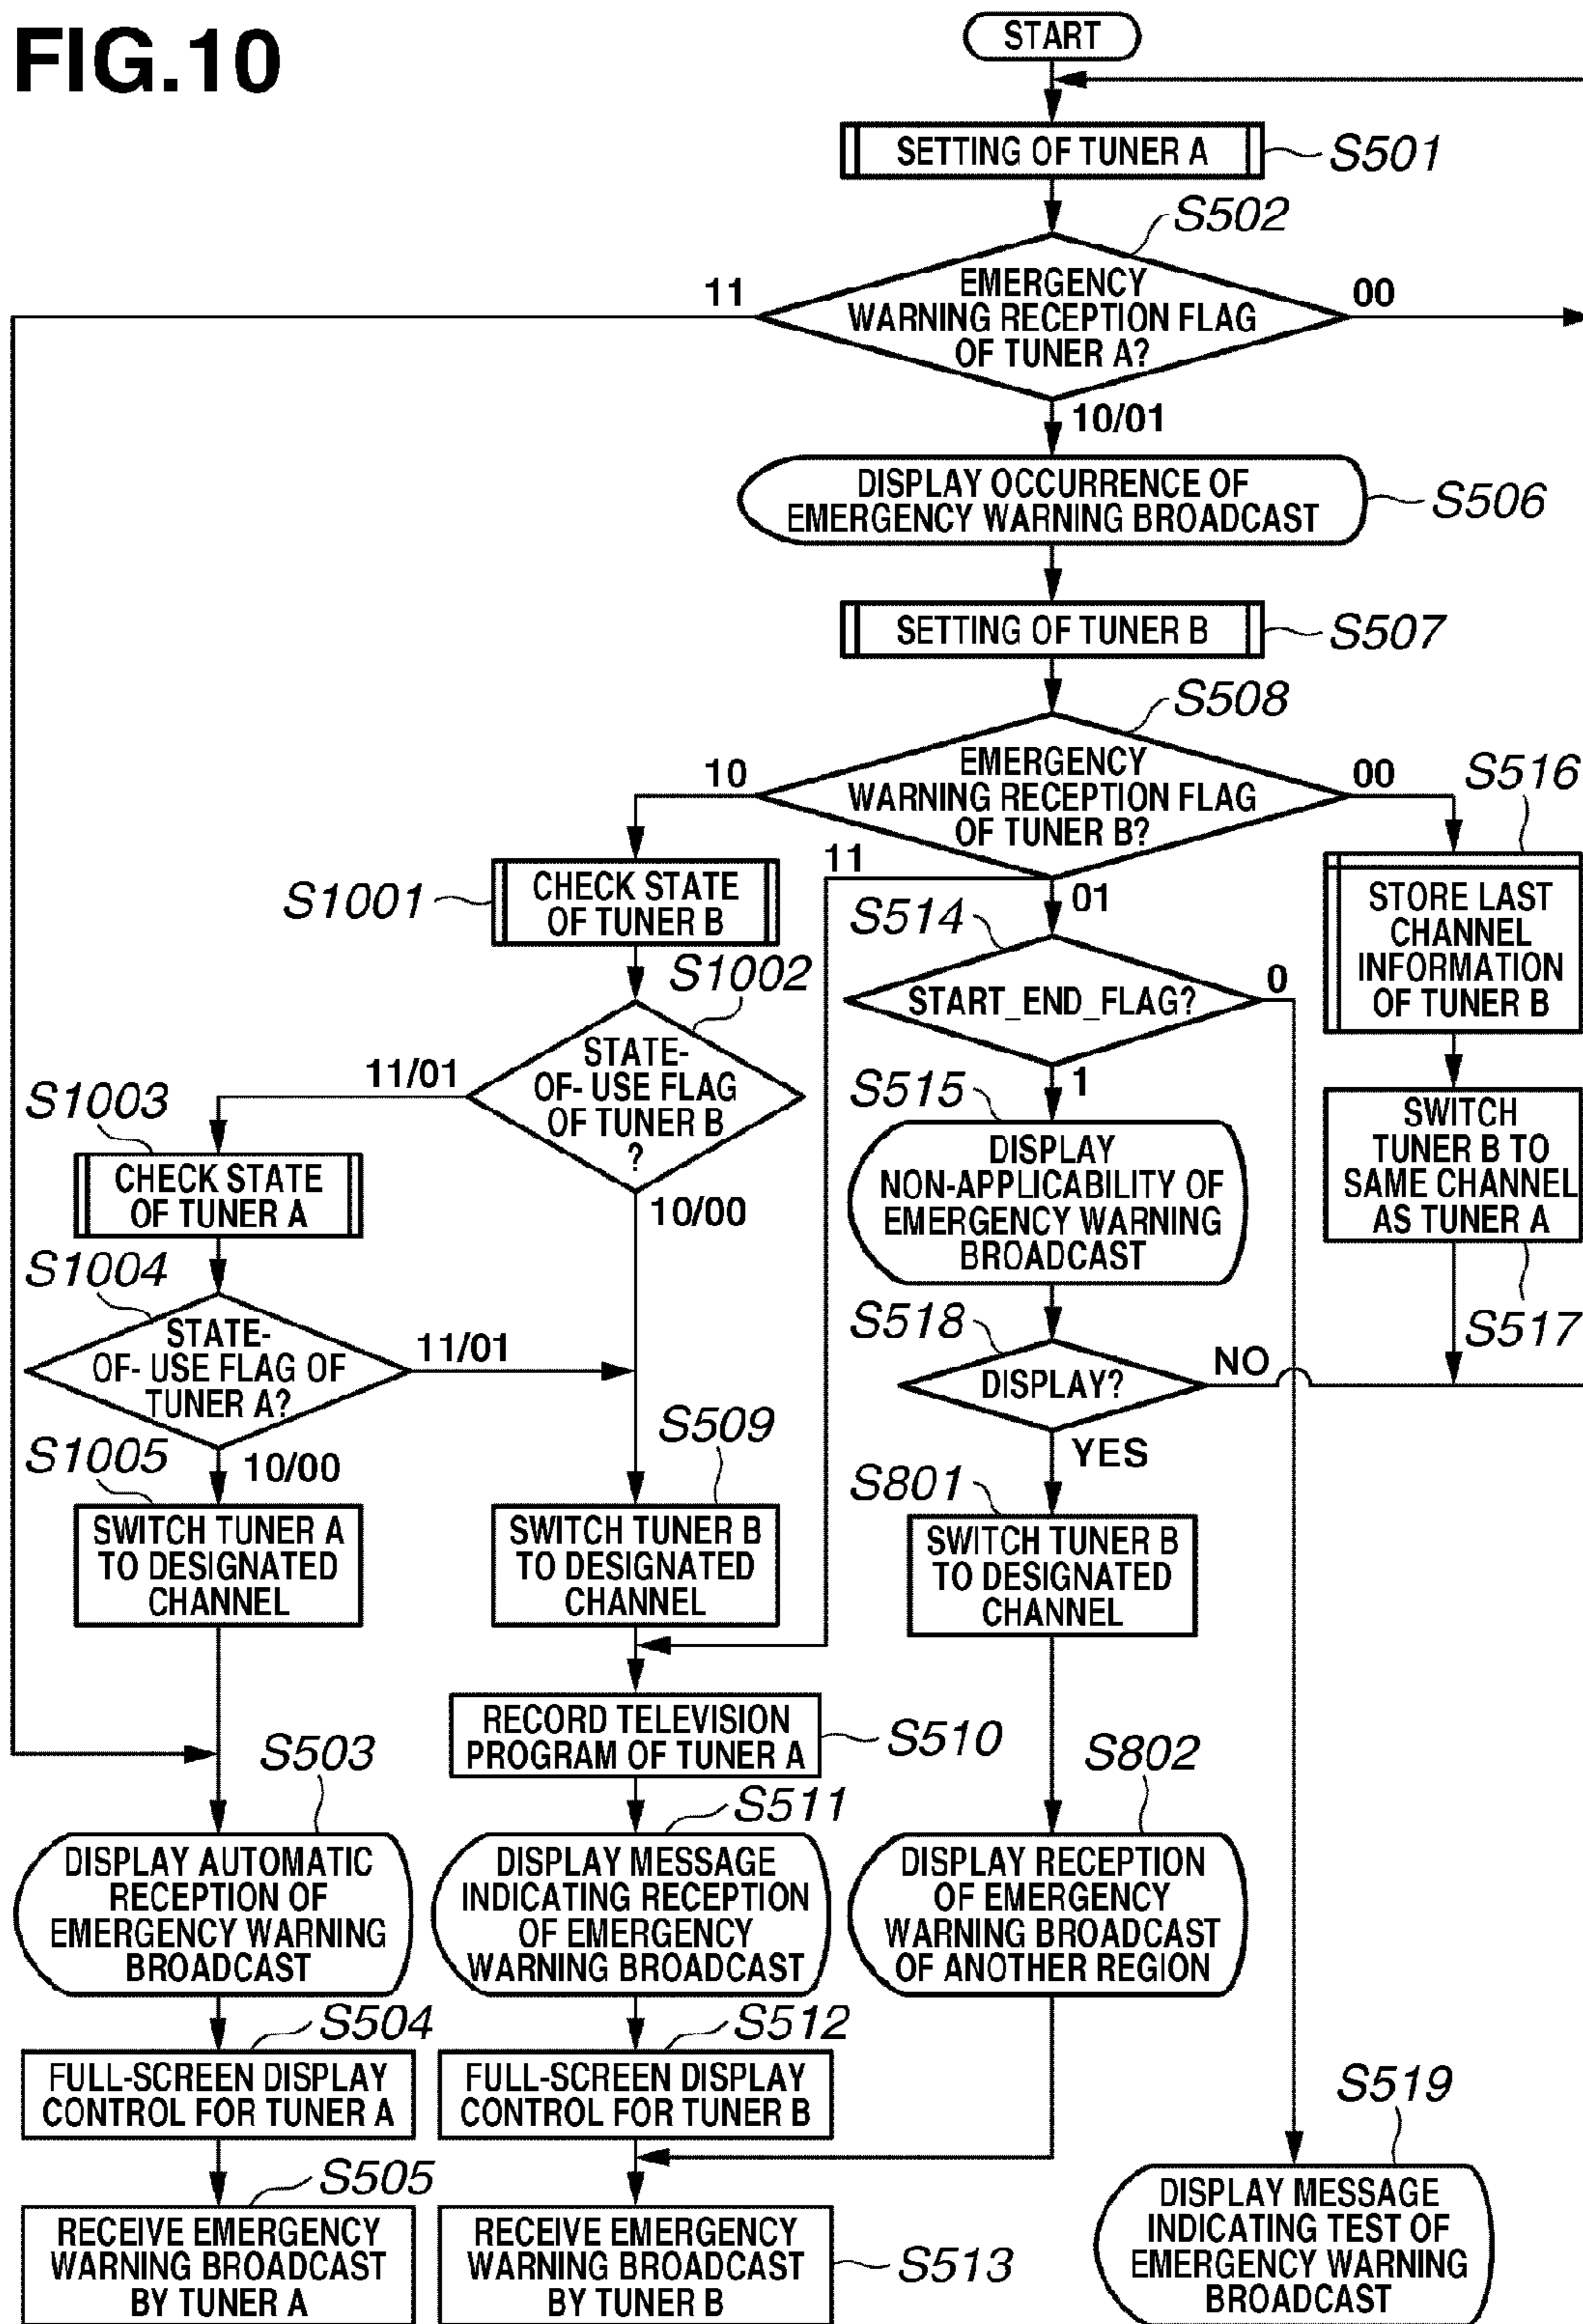 FIG.10
START
SETTING OF TUNER A
S501
S502
EMERGENCY
WARNING RECEPTION FLAG
OF TUNER A?
11
00
10/01
DISPLAY OCCURRENCE OF
EMERGENCY WARNING BROADCAST
S506
SETTING OF TUNER B
S507
S508
EMERGENCY
WARNING RECEPTION FLAG
OF TUNER B?
10
00
11
01
S516
STORE LAST
CHANNEL
INFORMATION
OF TUNER B
S1001
CHECK STATE
OF TUNER B
S514
START_END_FLAG?
0
1
S1002
STATE-
OF- USE FLAG
OF TUNER B
?
11/01
10/00
S1003
CHECK STATE
OF TUNER A
S515
DISPLAY
NON-APPLICABILITY OF
EMERGENCY WARNING
BROADCAST
SWITCH
TUNER B TO
SAME CHANNEL
AS TUNER A
S517
S1004
STATE-
OF- USE FLAG OF
TUNER A?
11/01
10/00
S518
DISPLAY?
NO
YES
S1005
SWITCH TUNER A
TO DESIGNATED
CHANNEL
S509
SWITCH TUNER B
TO DESIGNATED
CHANNEL
S801
SWITCH TUNER B
TO DESIGNATED
CHANNEL
RECORD TELEVISION
PROGRAM OF TUNER A
S510
S503
DISPLAY AUTOMATIC
RECEPTION OF
EMERGENCY WARNING
BROADCAST
S511
DISPLAY MESSAGE
INDICATING RECEPTION
OF EMERGENCY
WARNING BROADCAST
S802
DISPLAY RECEPTION
OF EMERGENCY
WARNING BROADCAST
OF ANOTHER REGION
S504
FULL-SCREEN DISPLAY
CONTROL FOR TUNER A
S512
FULL-SCREEN DISPLAY
CONTROL FOR TUNER B
S505
RECEIVE EMERGENCY
WARNING BROADCAST
BY TUNER A
RECEIVE EMERGENCY
WARNING BROADCAST
BY TUNER B
S513
S519
DISPLAY MESSAGE
INDICATING TEST OF
EMERGENCY WARNING
BROADCAST